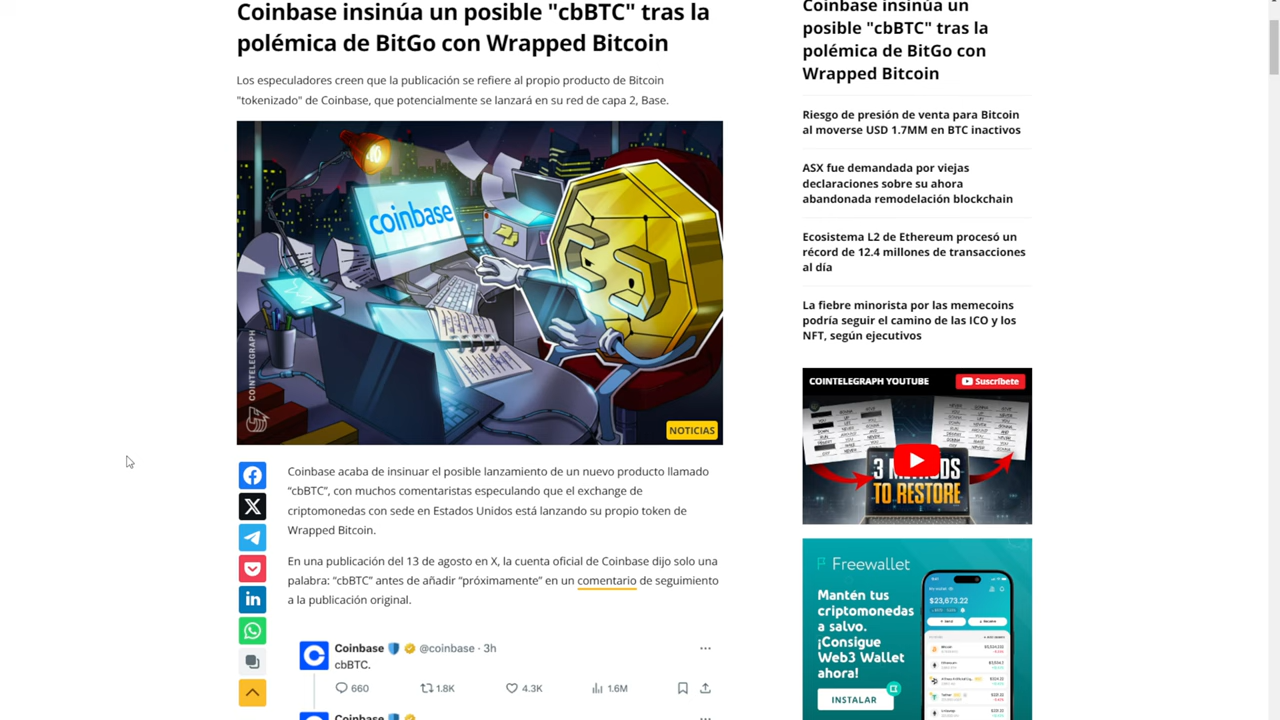 Coinbase insinúa un posible "cbBTC" tras la
polémica de BitGo con Wrapped Bitcoin
Los especuladores creen que la publicación se refiere al propio producto de Bitcoin
"tokenizado" de Coinbase, que potencialmente se lanzará en su red de capa 2, Base.
coinbase
COINTELEGRAPH
NOTICIAS
Coinbase acaba de insinuar el posible lanzamiento de un nuevo producto llamado
“cbBTC”, con muchos comentaristas especulando que el exchange de
criptomonedas con sede en Estados Unidos está lanzando su propio token de
Wrapped Bitcoin.
En una publicación del 13 de agosto en X, la cuenta oficial de Coinbase dijo solo una
palabra: “cbBTC” antes de añadir “próximamente” en un comentario de seguimiento
a la publicación original.
Coinbase @coinbase · 3h
cbBTC.
660 1.8K 4.3K 1.6M
Coinbase
Coinbase insinúa un
posible "cbBTC" tras la
polémica de BitGo con
Wrapped Bitcoin
Riesgo de presión de venta para Bitcoin
al moverse USD 1.7MM en BTC inactivos
ASX fue demandada por viejas
declaraciones sobre su ahora
abandonada remodelación blockchain
Ecosistema L2 de Ethereum procesó un
récord de 12.4 millones de transacciones
al día
La fiebre minorista por las memecoins
podría seguir el camino de las ICO y los
NFT, según ejecutivos
COINTELEGRAPH YOUTUBE
Suscríbete
3 METHODS
TO RESTORE
Freewallet
Mantén tus
criptomonedas
a salvo.
¡Consigue
Web3 Wallet
ahora!
INSTALAR
$23,673.22